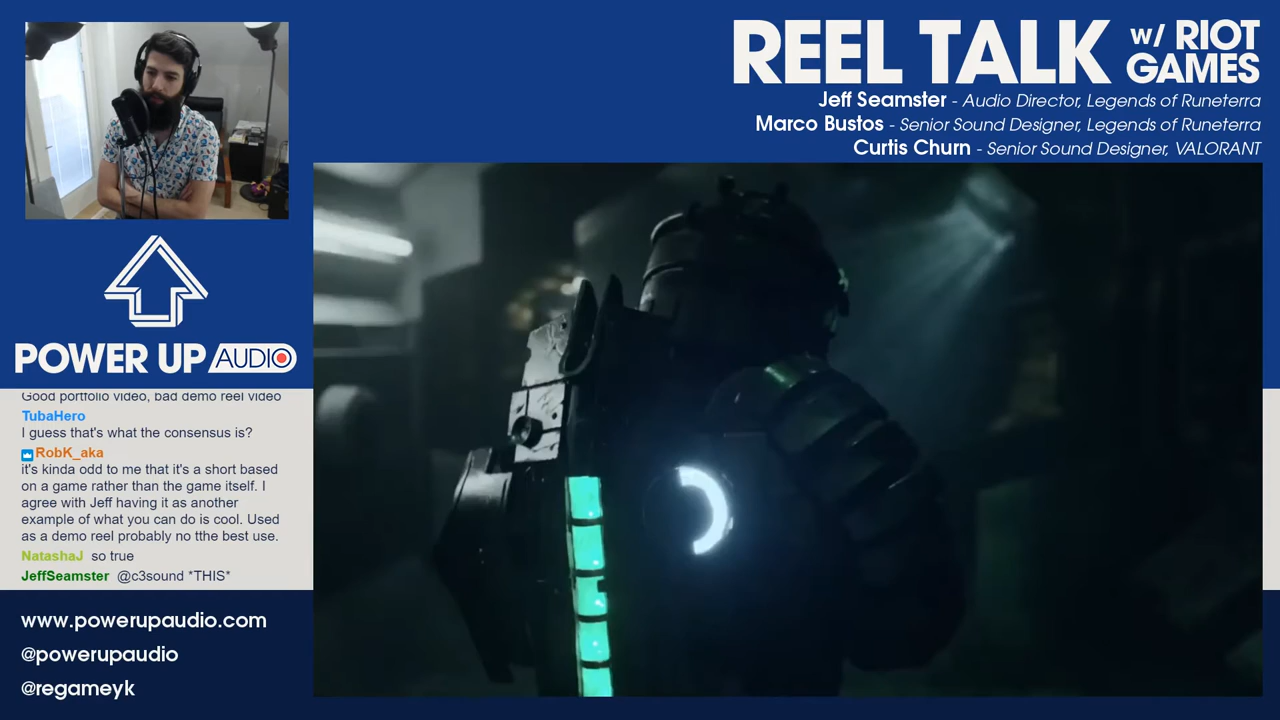 REEL TALK w/ RIOT GAMES
Jeff Seamster - Audio Director, Legends of Runeterra
Marco Bustos - Senior Sound Designer, Legends of Runeterra
Curtis Churn - Senior Sound Designer, VALORANT
POWER UP AUDIO
Good portfolio video, bad demo reel video
TubaHero
I guess that's what the consensus is?
RobK_aka
it's kinda odd to me that it's a short based
on a game rather than the game itself. I
agree with Jeff having it as another
example of what you can do is cool. Used
as a demo reel probably no tthe best use.
NatashaJ so true
JeffSeamster @c3sound *THIS*
www.powerupaudio.com
@powerupaudio
@regameyk